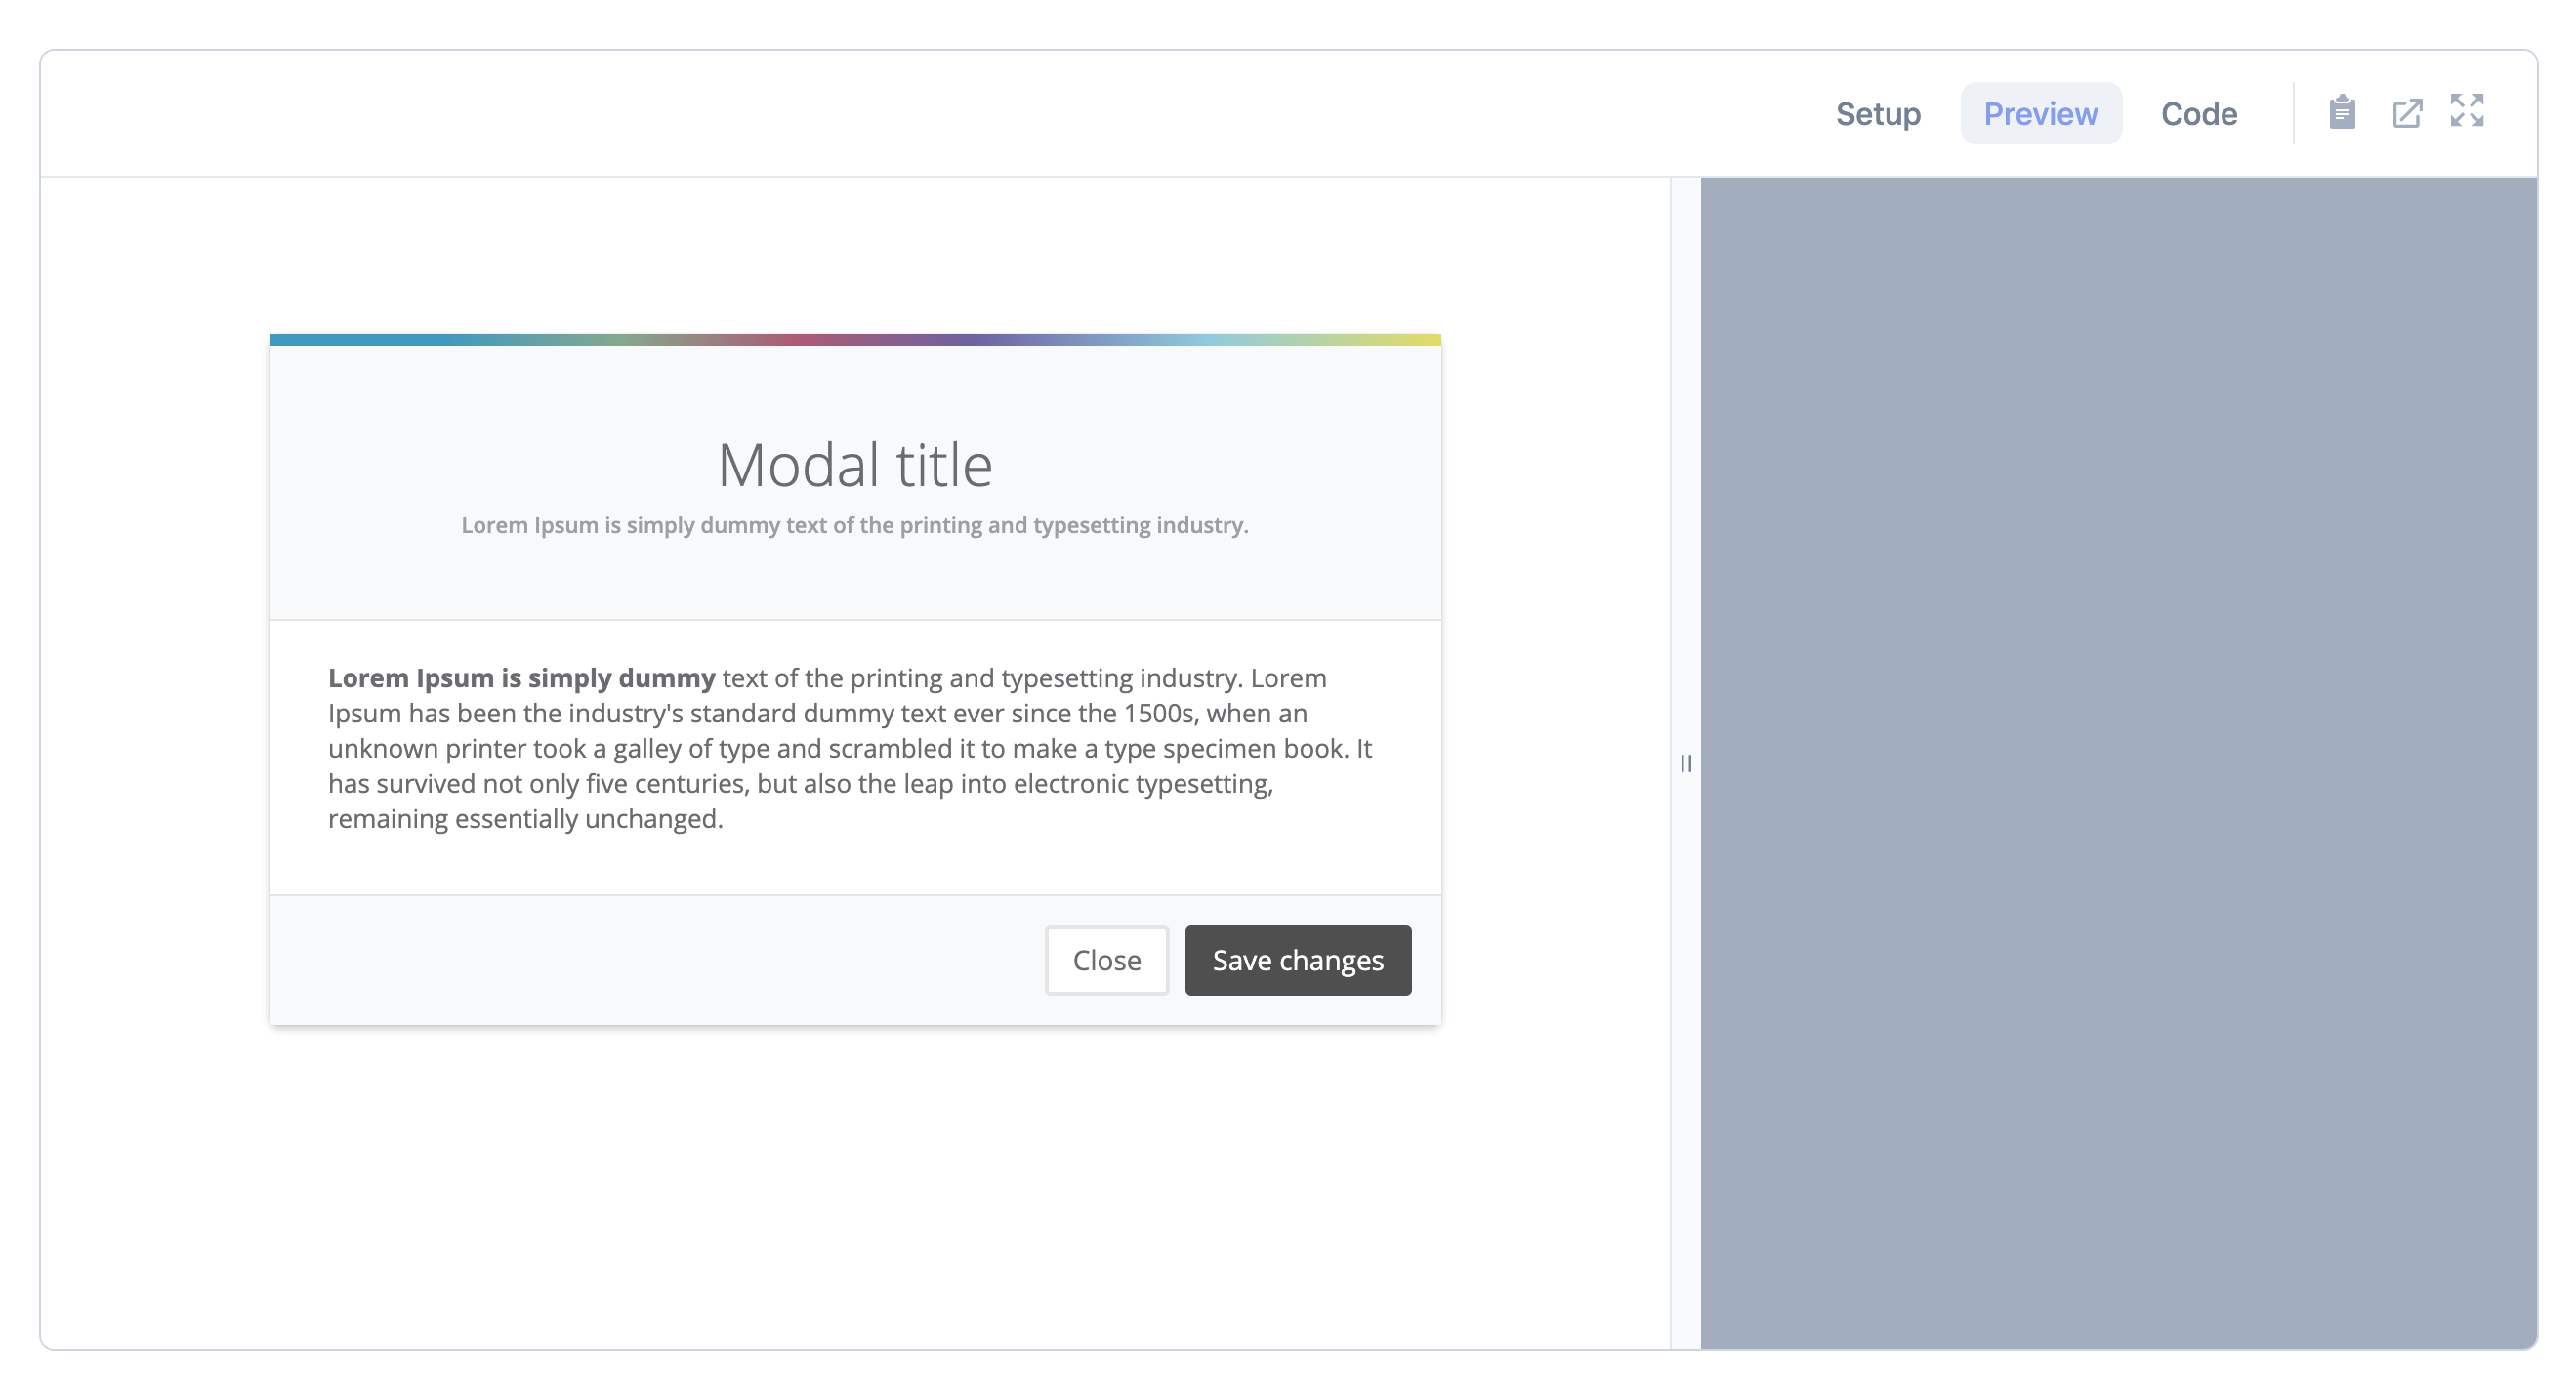 Setup Preview Code
Modal title
Lorem Ipsum is simply dummy text of the printing and typesetting industry.
Lorem Ipsum is simply dummy text of the printing and typesetting industry. Lorem
Ipsum has been the industry's standard dummy text ever since the 1500s, when an
unknown printer took a galley of type and scrambled it to make a type specimen book. It
has survived not only five centuries, but also the leap into electronic typesetting,
remaining essentially unchanged.
Close Save changes